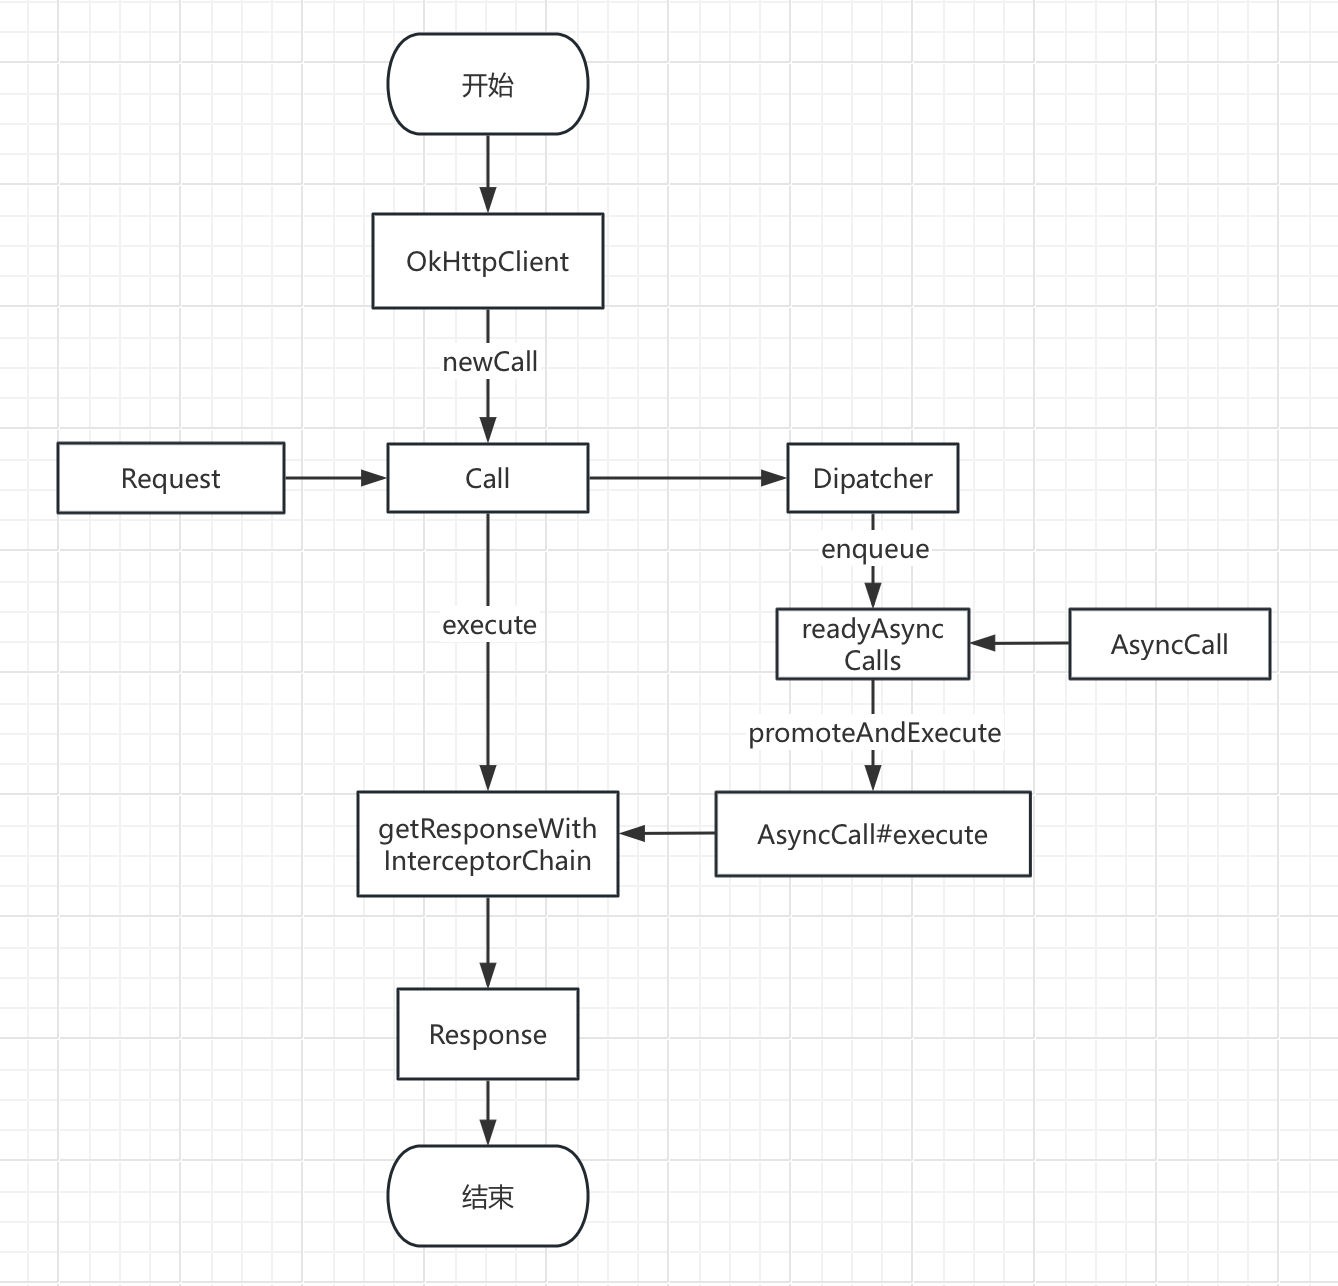 开始
OkHttpClient
newCall
Request
Call
Dipatcher
enqueue
execute
readyAsync
Calls
AsyncCall
promoteAndExecute
getResponseWith
InterceptorChain
AsyncCall#execute
Response
结束